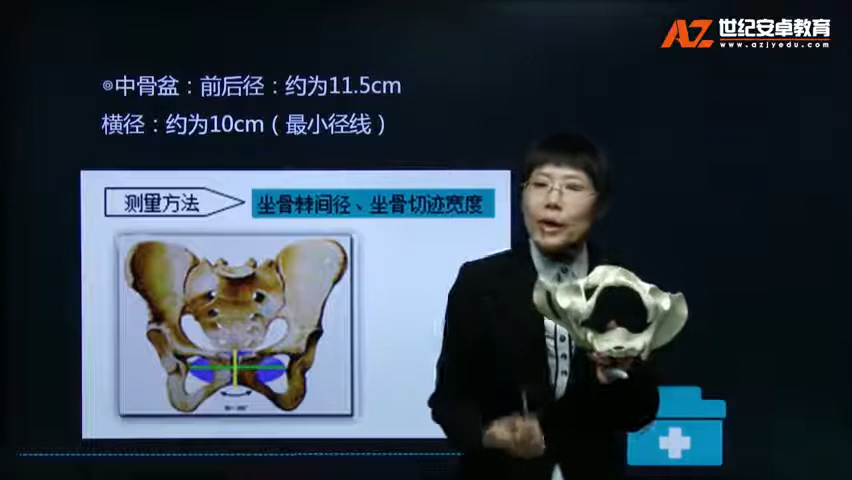 世纪安卓教育
www.azjyedu.com
◎中骨盆：前后径：约为11.5cm
横径：约为10cm（最小径线）
测量方法
坐骨棘间径、坐骨切迹宽度